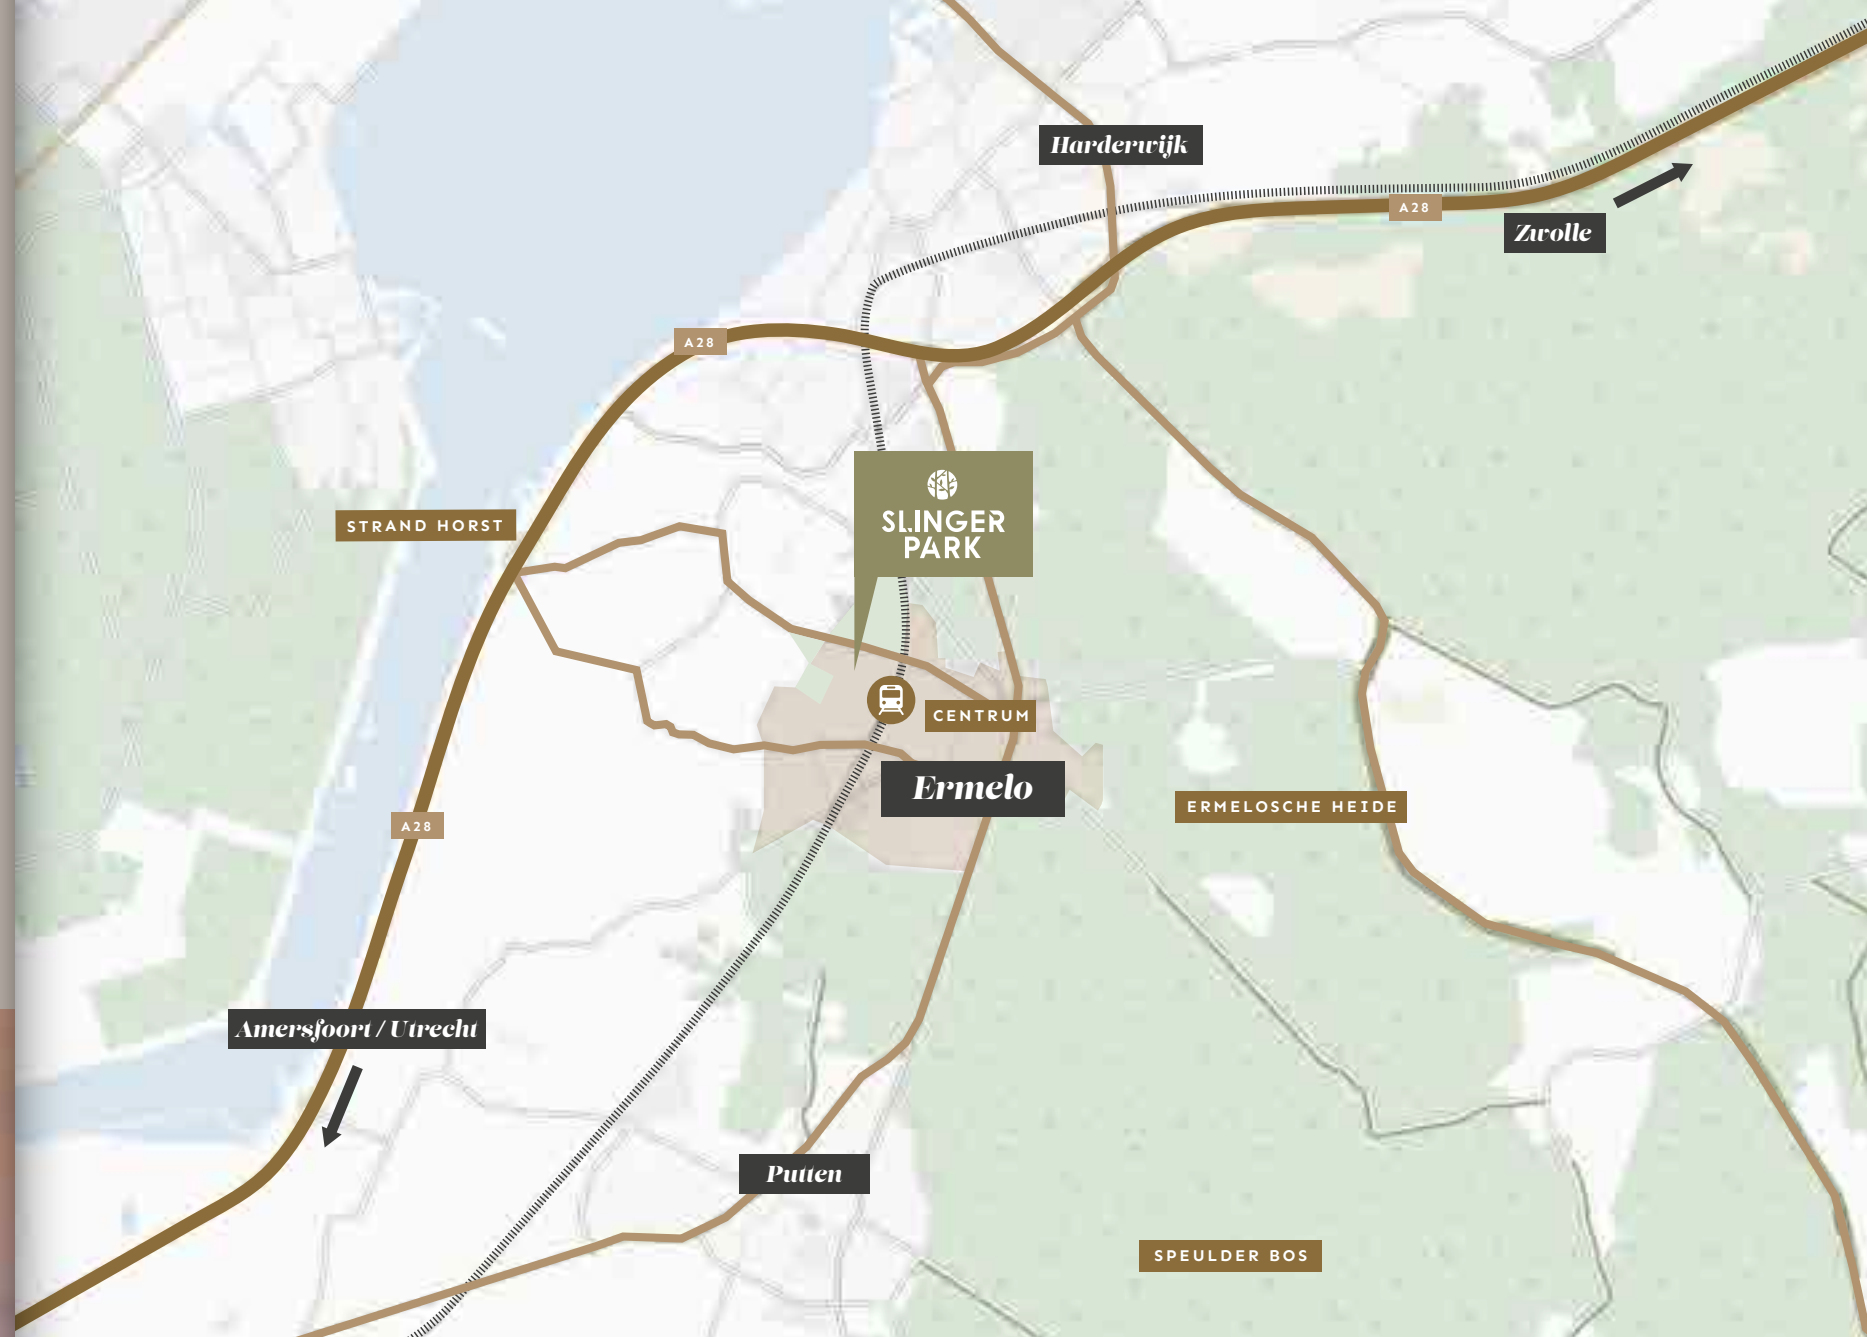 Harderwijk
A28
Zwolle
A28
STRAND HORST
SLINGER
PARK
CENTRUM
Ermelo
ERMELOSCHE HEIDE
A28
Amersfoort / Utrecht
Putten
SPEULDER BOS